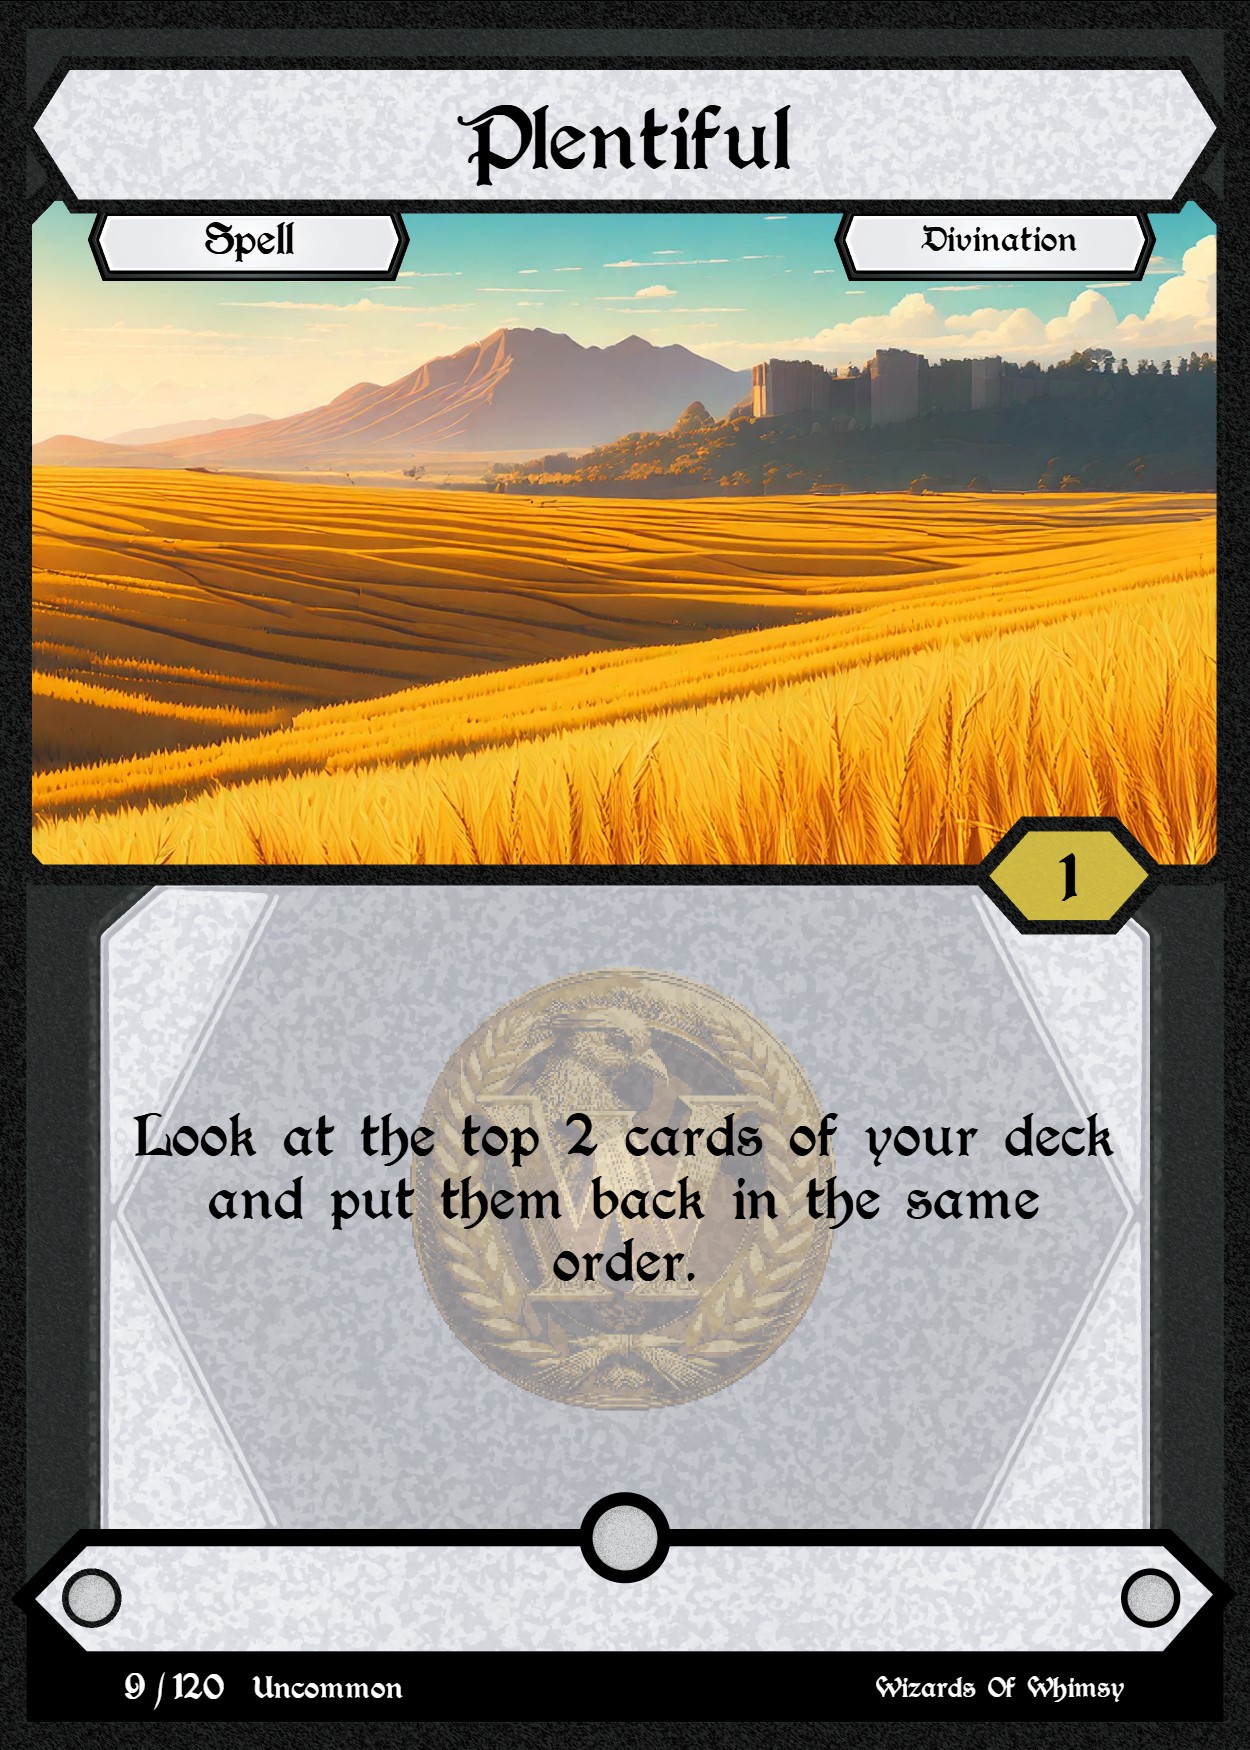 Plentiful
Spell
Divination
1
W
Look at the top 2 cards of your deck
and put them back in the same
order.
9 / 120 Uncommon
Wizards Of Whimsy